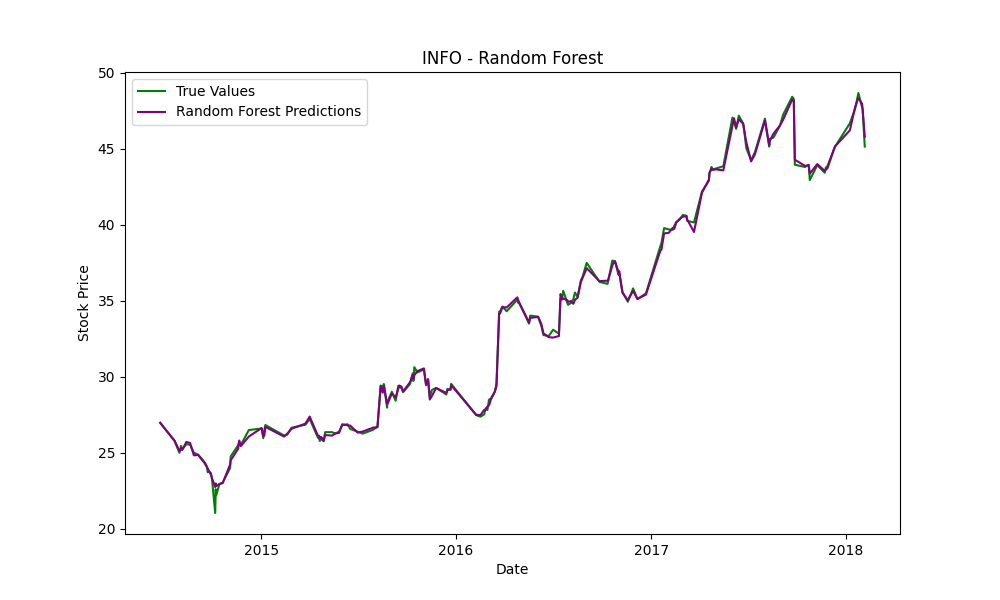 INFO - Random Forest
True Values
Random Forest Predictions
50
45
40
35
30
25
20
Stock Price
2015 2016 2017 2018
Date